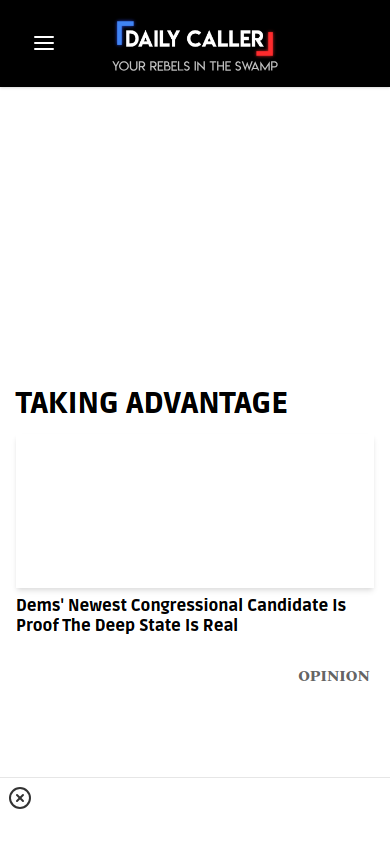 DAILY CALLER
YOUR REBELS IN THE SWAMP
TAKING ADVANTAGE
Dems' Newest Congressional Candidate Is
Proof The Deep State Is Real
OPINION